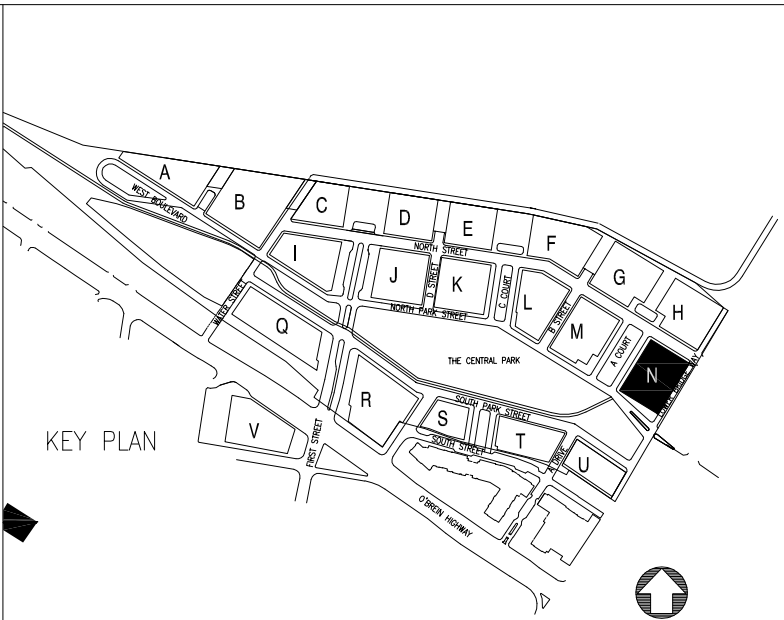 A
WEST BOULEVARD
B
C
D
E
F
G
H
NORTH STREET
I
J
D STREET
K
C COURT
L
B STREET
M
A COURT
N
WATER STREET
NORTH PARK STREET
Q
THE CENTRAL PARK
R
SOUTH PARK STREET
S
T
U
A DRIVE
SOUTH STREET
V
FIRST STREET
KEY PLAN
O'BREIN HIGHWAY
WAY